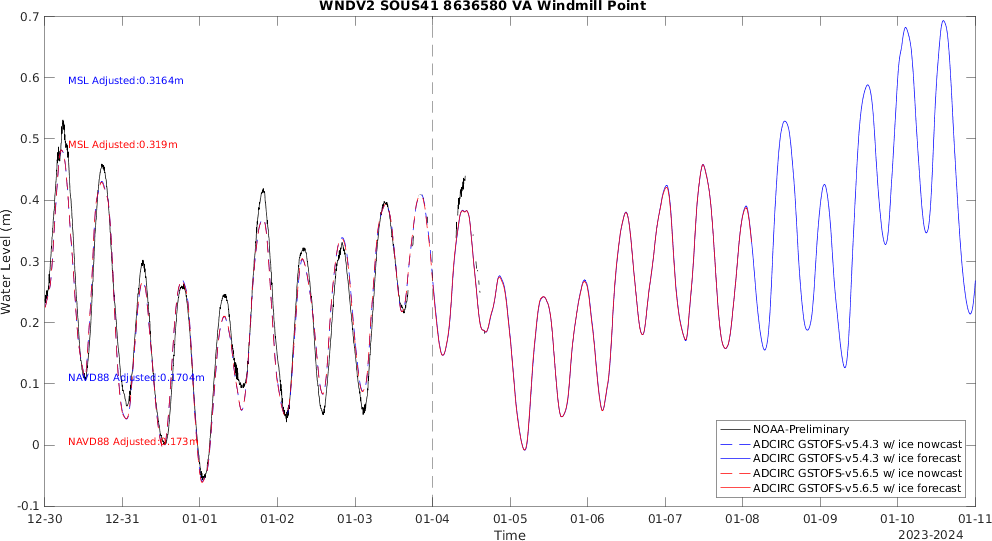 WNDV2 SOUS41 8636580 VA Windmill Point
Water Level (m)
0.7
0.6
0.5
0.4
0.3
0.2
0.1
0
-0.1
MSL Adjusted:0.3164m
MSL Adjusted:0.319m
NAVD88 Adjusted:0.1704m
NAVD88 Adjusted:0.173m
NOAA-Preliminary
ADCIRC GSTOFS-v5.4.3 w/ ice nowcast
ADCIRC GSTOFS-v5.4.3 w/ ice forecast
ADCIRC GSTOFS-v5.6.5 w/ ice nowcast
ADCIRC GSTOFS-v5.6.5 w/ ice forecast
12-30 12-31 01-01 01-02 01-03 01-04 01-05 01-06 01-07 01-08 01-09 01-10 01-11
Time
2023-2024